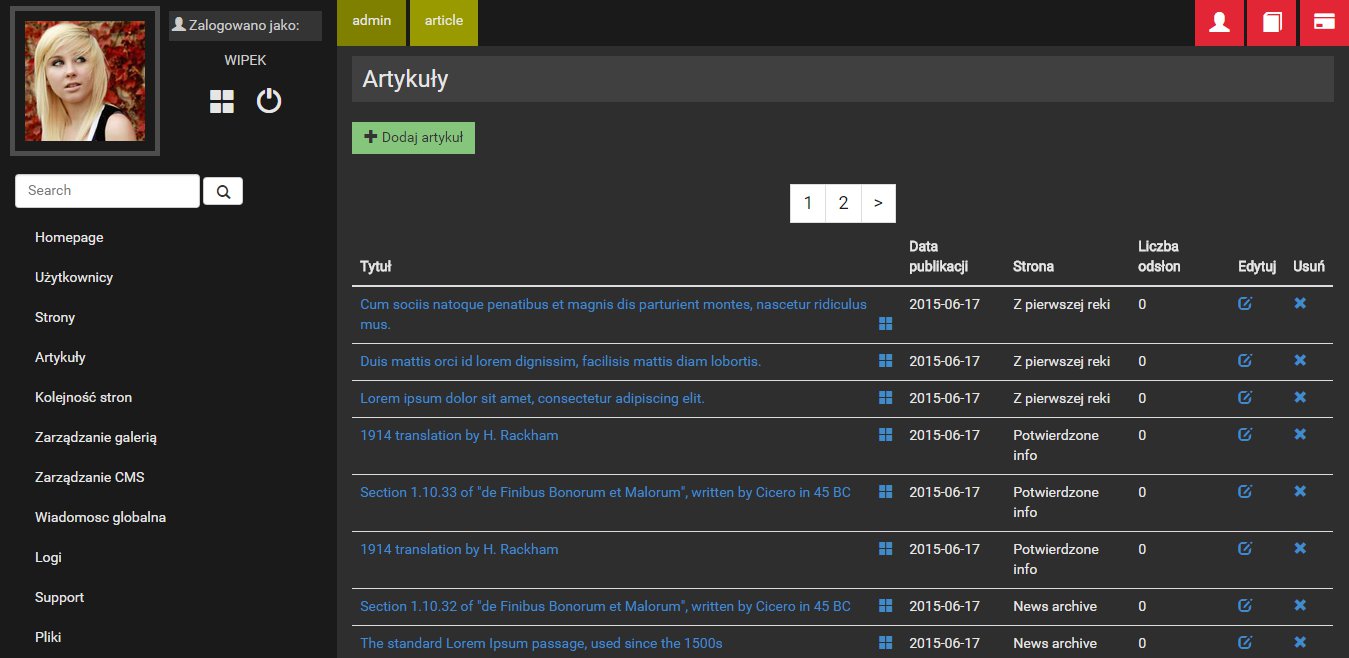 Zalogowano jako:
WIPEK
Search
Homepage
Użytkownicy
Strony
Artykuły
Kolejność stron
Zarządzanie galerią
Zarządzanie CMS
Wiadomosc globalna
Logi
Support
Pliki
admin article
Artykuły
Dodaj artykuł
1 2 >
Tytuł Data publikacji Strona Liczba odsłon Edytuj Usuń
Cum sociis natoque penatibus et magnis dis parturient montes, nascetur ridiculus
mus.
2015-06-17 Z pierwszej reki 0
Duis mattis orci id lorem dignissim, facilisis mattis diam lobortis. 2015-06-17 Z pierwszej reki 0
Lorem ipsum dolor sit amet, consectetur adipiscing elit. 2015-06-17 Z pierwszej reki 0
1914 translation by H. Rackham 2015-06-17 Potwierdzone info 0
Section 1.10.33 of "de Finibus Bonorum et Malorum", written by Cicero in 45 BC 2015-06-17 Potwierdzone info 0
1914 translation by H. Rackham 2015-06-17 Potwierdzone info 0
Section 1.10.32 of "de Finibus Bonorum et Malorum", written by Cicero in 45 BC 2015-06-17 News archive 0
The standard Lorem Ipsum passage, used since the 1500s 2015-06-17 News archive 0